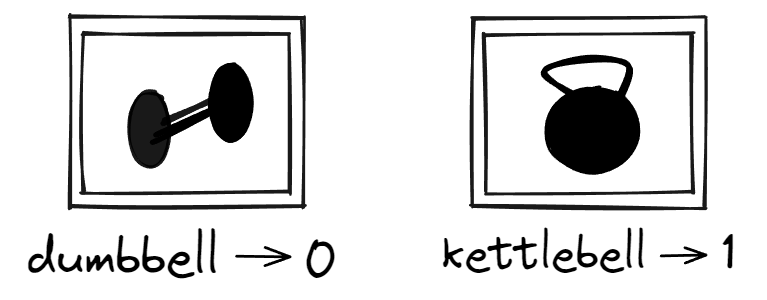 dumbbell → 0
kettlebell → 1